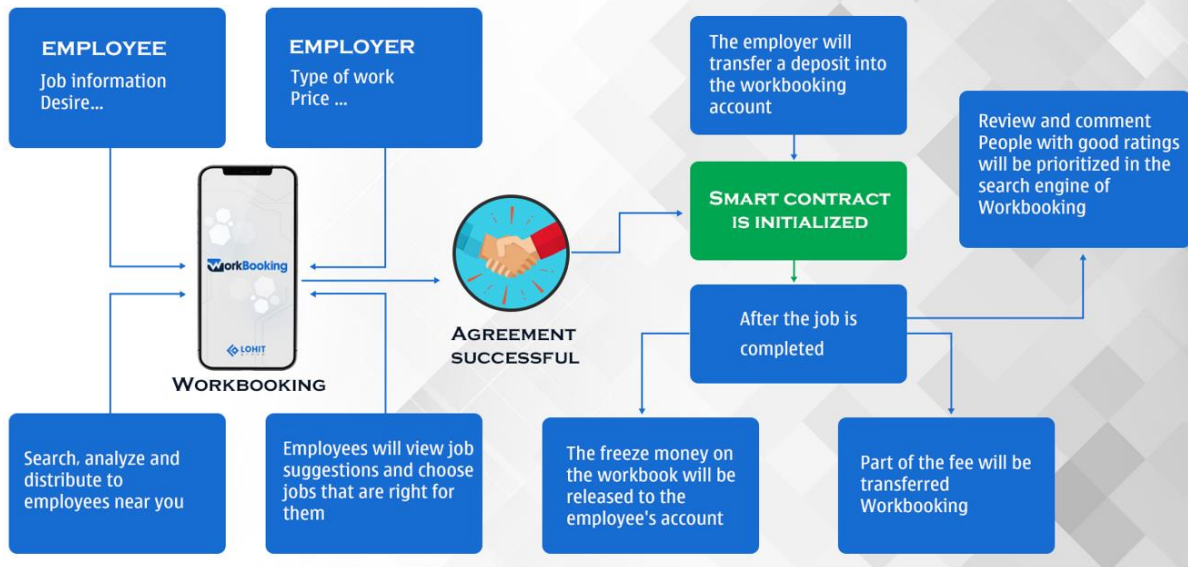 EMPLOYEE
Job information
Desire...
EMPLOYER
Type of work
Price ...
WorkBooking
LOHIT
WORKBOOKING
Search, analyze and
distribute to
employees near you
Employees will view job
suggestions and choose
jobs that are right for
them
AGREEMENT
SUCCESSFUL
The employer will
transfer a deposit into
the workbooking
account
SMART CONTRACT
IS INITIALIZED
After the job is
completed
Review and comment
People with good ratings
will be prioritized in the
search engine of
Workbooking
The freeze money on
the workbook will be
released to the
employee's account
Part of the fee will be
transferred
Workbooking